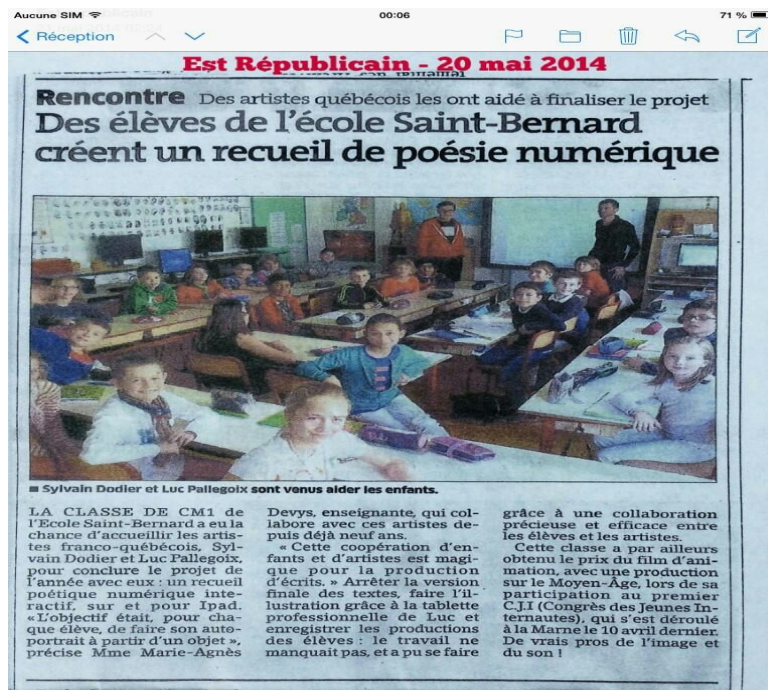 Aucune SIM 00:06 71 %
Réception
Est Républicain - 20 mai 2014
Rencontre Des artistes québécois les ont aidé à finaliser le projet
Des élèves de l'école Saint-Bernard
créent un recueil de poésie numérique
■ Sylvain Dodier et Luc Pallegoix sont venus aider les enfants.
LA CLASSE DE CM1 de
l'Ecole Saint-Bernard a eu la
chance d'accueillir les artis-
tes franco-québécois, Syl-
vain Dodier et Luc Pallegoix,
pour conclure le projet de
l'année avec eux : un recueil
poétique numérique inte-
ractif, sur et pour Ipad.
«L'objectif était, pour cha-
que élève, de faire son auto-
portrait à partir d'un objet»,
précise Mme Marie-Agnès
Devys, enseignante, qui col-
labore avec ces artistes de-
puis déjà neuf ans.
« Cette coopération d'en-
fants et d'artistes est magi-
que pour la production
d'écrits. » Arrêter la version
finale des textes, faire l'il-
lustration grâce à la tablette
professionnelle de Luc et
enregistrer les productions
des élèves : le travail ne
manquait pas, et a pu se faire
grâce à une collaboration
précieuse et efficace entre
les élèves et les artistes.
Cette classe a par ailleurs
obtenu le prix du film d'ani-
mation, avec une production
sur le Moyen-Âge, lors de sa
participation au premier
C.J.I (Congrès des Jeunes In-
ternautes), qui s'est déroulé
à la Marne le 10 avril dernier.
De vrais pros de l'image et
du son !